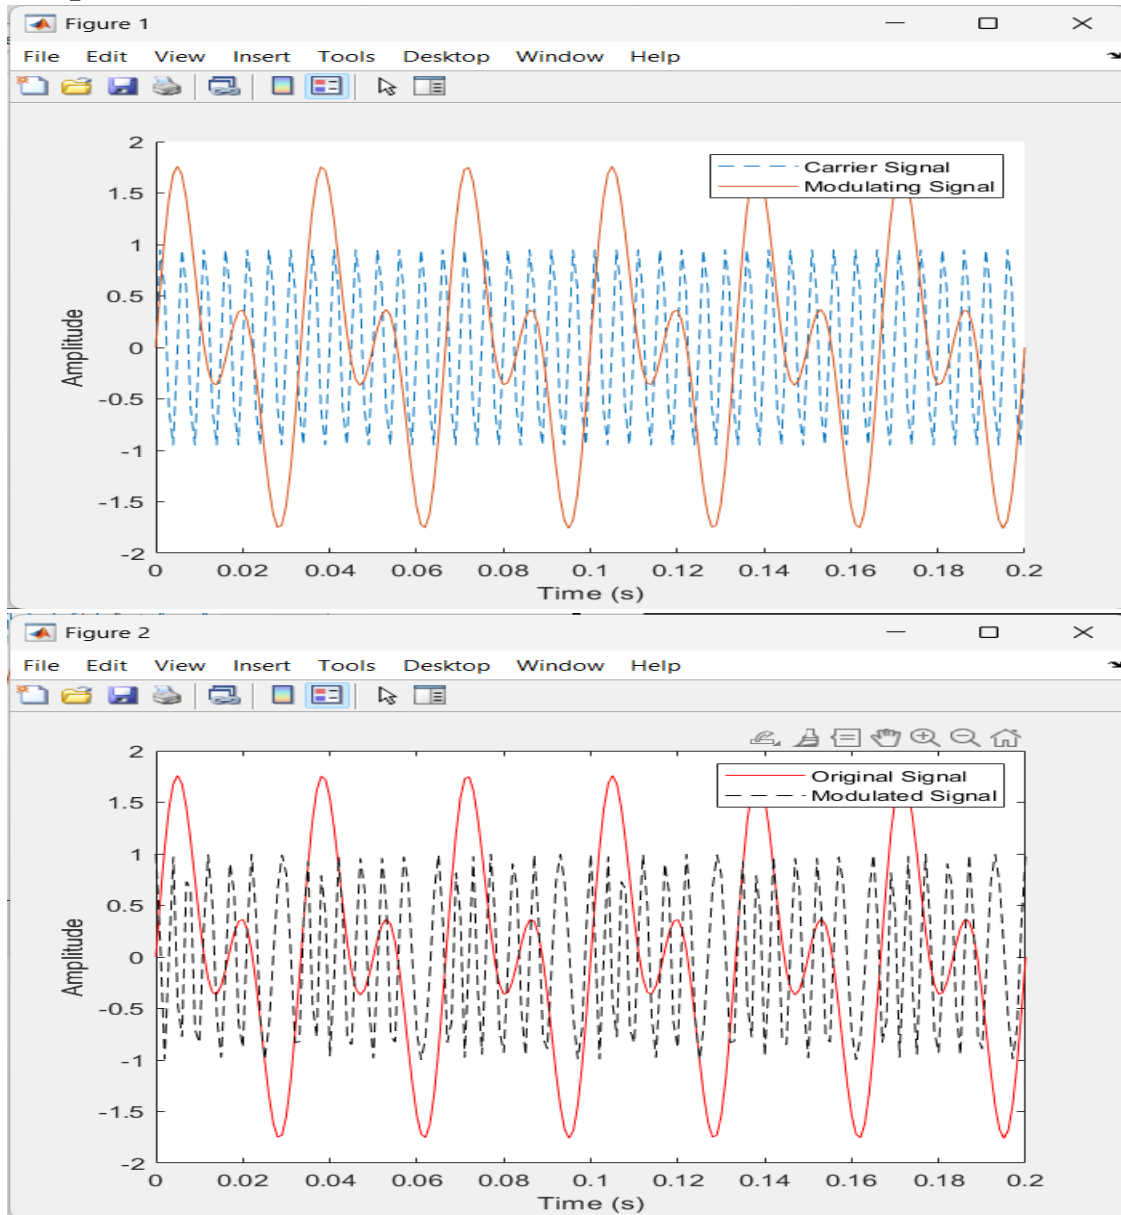 Figure 1
File Edit View Insert Tools Desktop Window Help
2
1.5
1
0.5
0
-0.5
-1
-1.5
-2
Amplitude
Carrier Signal
Modulating Signal
0 0.02 0.04 0.06 0.08 0.1 0.12 0.14 0.16 0.18 0.2
Time (s)
Figure 2
File Edit View Insert Tools Desktop Window Help
2
1.5
1
0.5
0
-0.5
-1
-1.5
-2
Amplitude
Original Signal
Modulated Signal
0 0.02 0.04 0.06 0.08 0.1 0.12 0.14 0.16 0.18 0.2
Time (s)